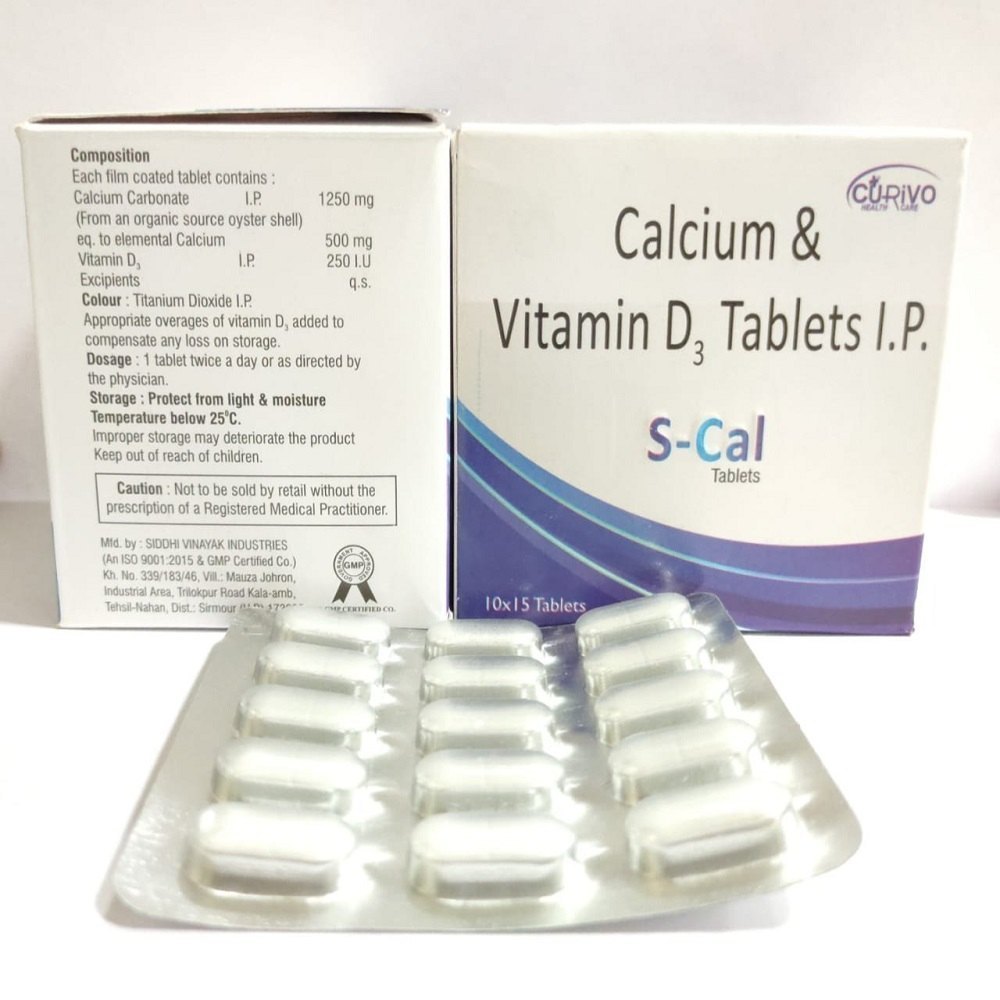 Composition
Each film coated tablet contains :
Calcium Carbonate I.P. 1250 mg
(From an organic source oyster shell)
eq. to elemental Calcium 500 mg
Vitamin D₃ I.P. 250 I.U
Excipients q.s.
Colour : Titanium Dioxide I.P.
Appropriate overages of vitamin D₃ added to
compensate any loss on storage.
Dosage : 1 tablet twice a day or as directed by
the physician.
Storage : Protect from light & moisture
Temperature below 25°C.
Improper storage may deteriorate the product
Keep out of reach of children.
Caution : Not to be sold by retail without the
prescription of a Registered Medical Practitioner.
Mfd. by : SIDDHI VINAYAK INDUSTRIES
(An ISO 9001:2015 & GMP Certified Co.)
Kh. No. 339/183/46, Vill.: Mauza Johron,
Industrial Area, Trilokpur Road Kala-amb,
Tehsil-Nahan, Dist.: Sirmour
GOVERNMENT APPROVED
GMP
GMP CERTIFIED CO.
CURiVO
HEALTH CARE
Calcium &
Vitamin D₃ Tablets I.P.
S-Cal
Tablets
10x15 Tablets